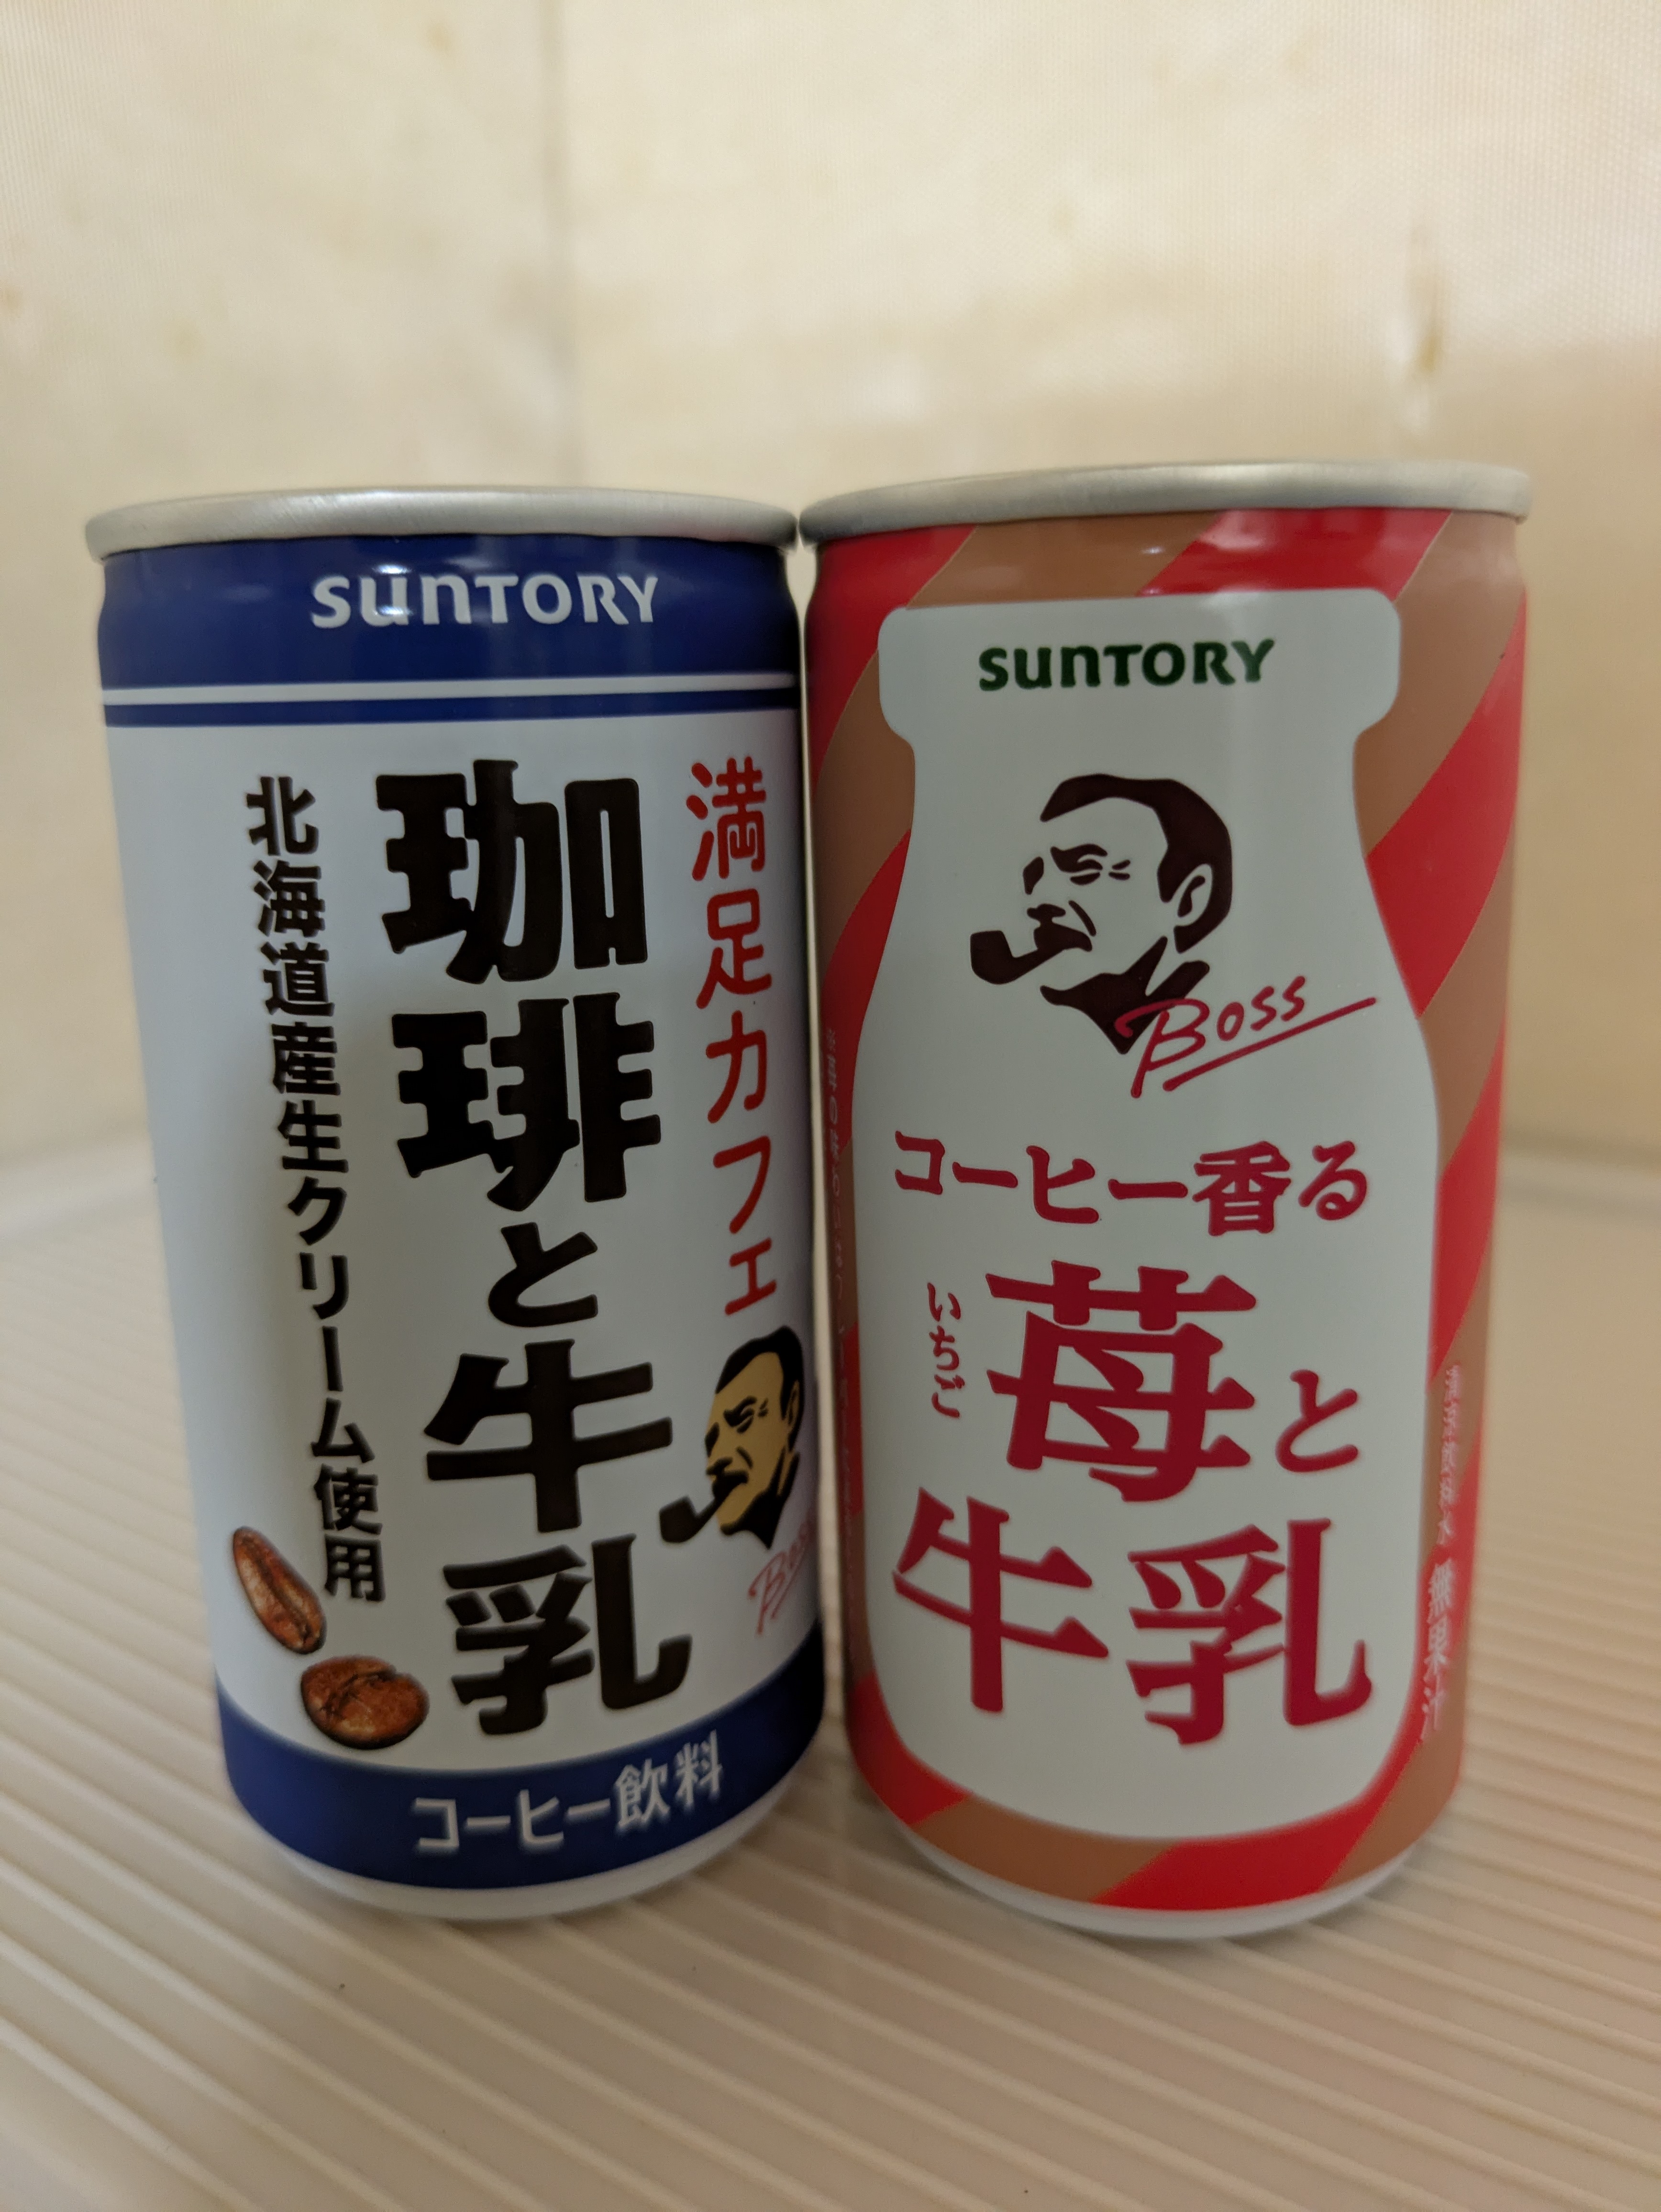 SUNTORY
満足カフェ
珈琲と牛乳
北海道産生クリーム使用
Boss
コーヒー飲料
SUNTORY
Boss
コーヒー香る
いちご
苺と
牛乳
無果汁